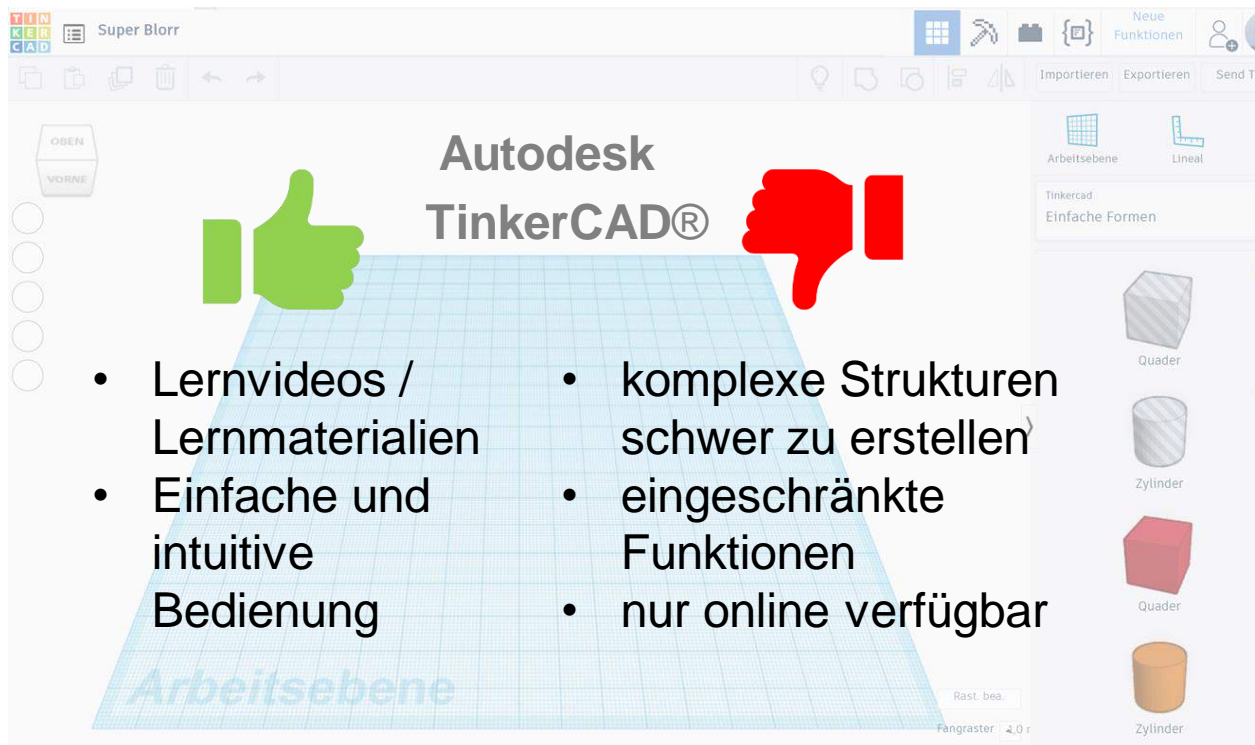 TIN
KER
CAD
Super Blorr
Neue
Funktionen
Importieren Exportieren Send T
OBEN
VORNE
Arbeitsebene Lineal
Tinkercad
Einfache Formen
Autodesk
TinkerCAD®
• Lernvideos /
Lernmaterialien
• Einfache und
intuitive
Bedienung
• komplexe Strukturen
schwer zu erstellen
• eingeschränkte
Funktionen
• nur online verfügbar
Quader
Zylinder
Quader
Zylinder
Arbeitsebene
Rast. bea.
Fangraster 1.0